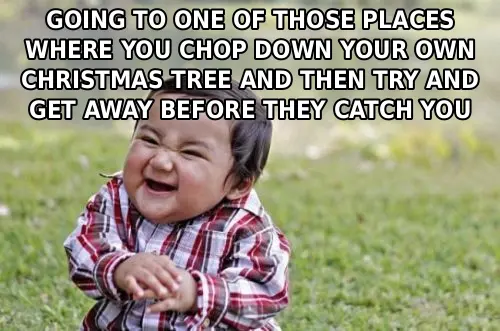 GOING TO ONE OF THOSE PLACES
WHERE YOU CHOP DOWN YOUR OWN
CHRISTMAS TREE AND THEN TRY AND
GET AWAY BEFORE THEY CATCH YOU